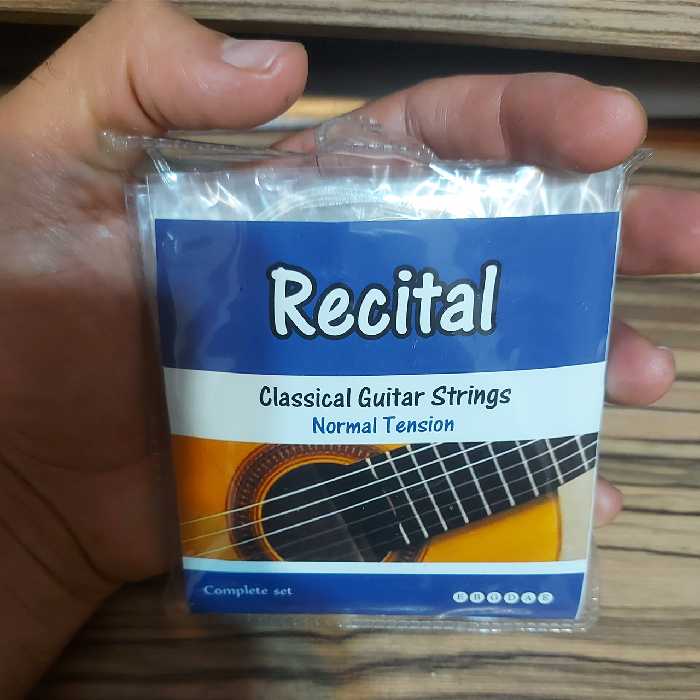 Recital
Classical Guitar Strings
Normal Tension
Complete set
E B G D A E